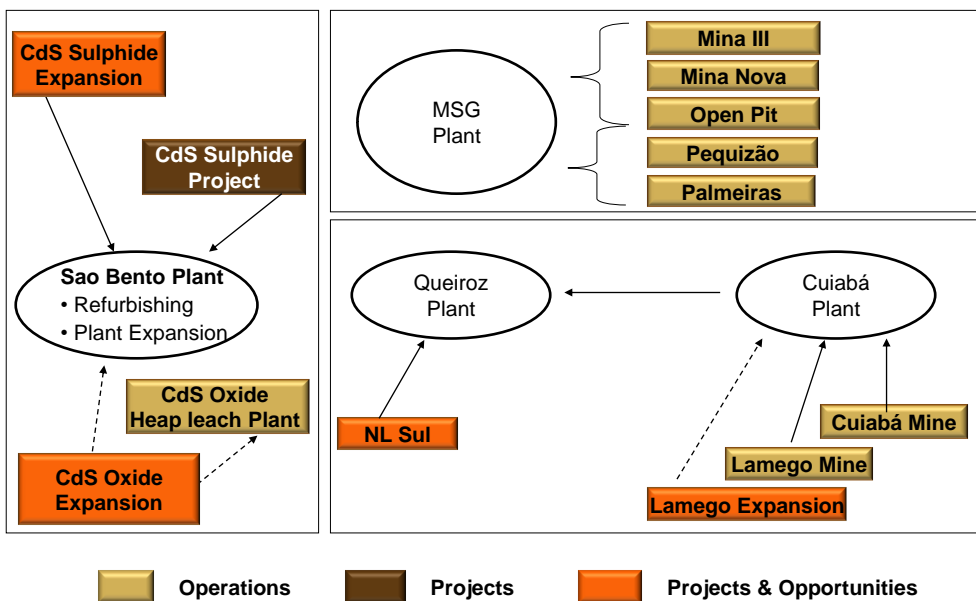 CdS Sulphide
Expansion
CdS Sulphide
Project
Sao Bento Plant
• Refurbishing
• Plant Expansion
CdS Oxide
Heap leach Plant
CdS Oxide
Expansion
MSG
Plant
Mina III
Mina Nova
Open Pit
Pequizão
Palmeiras
Queiroz
Plant
Cuiabá
Plant
NL Sul
Cuiabá Mine
Lamego Mine
Lamego Expansion
Operations
Projects
Projects & Opportunities